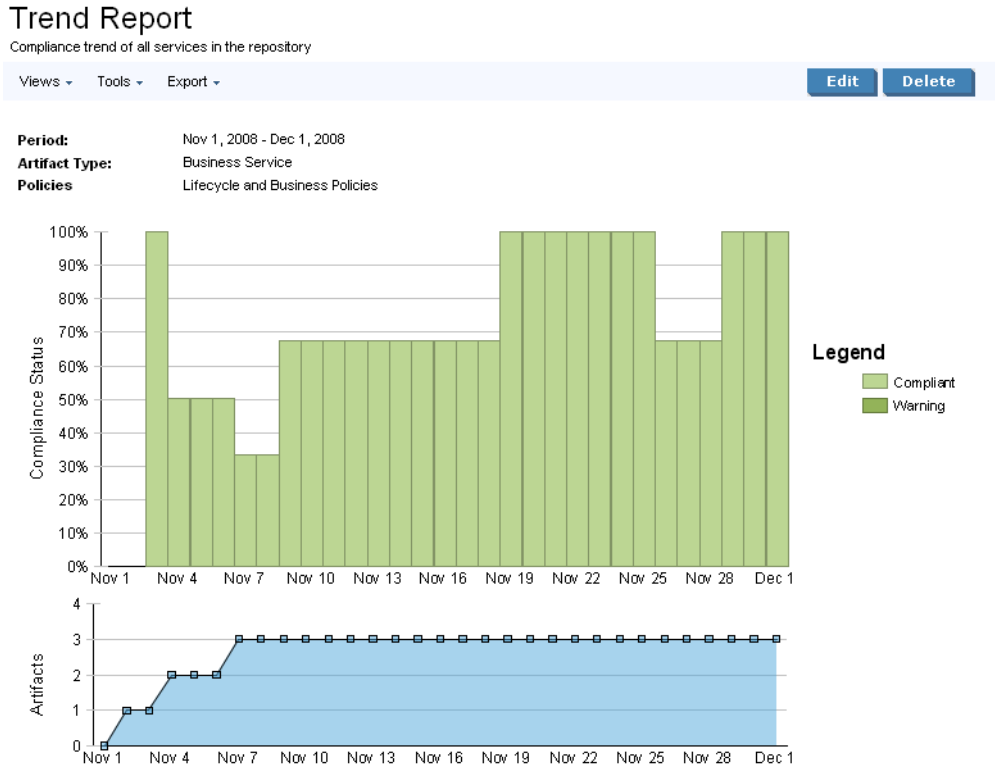 Trend Report
Compliance trend of all services in the repository
Views Tools Export Edit Delete
Period: Nov 1, 2008 - Dec 1, 2008
Artifact Type: Business Service
Policies Lifecycle and Business Policies
100%
90%
80%
70%
60%
50%
40%
30%
20%
10%
0%
Compliance Status
Nov 1 Nov 4 Nov 7 Nov 10 Nov 13 Nov 16 Nov 19 Nov 22 Nov 25 Nov 28 Dec 1
Legend
Compliant
Warning
4
3
2
1
0
Artifacts
Nov 1 Nov 4 Nov 7 Nov 10 Nov 13 Nov 16 Nov 19 Nov 22 Nov 25 Nov 28 Dec 1